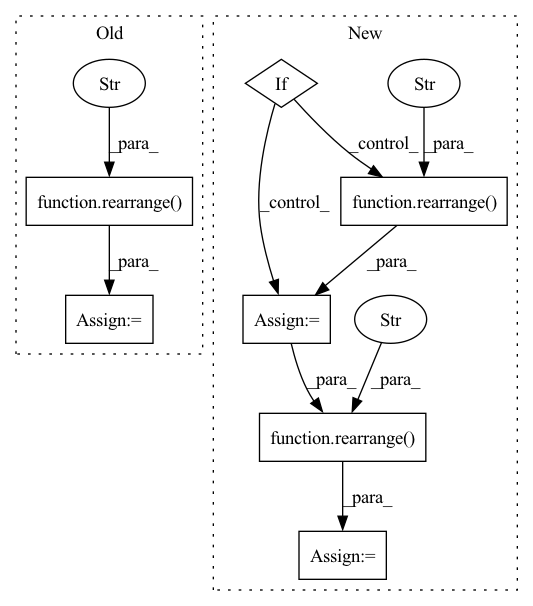 Old
New
Str
If
Str
_para_
_control_
_para_
function.rearrange()
function.rearrange()
_control_
_para_
_para_
Assign:=
Assign:=
Str
_para_
_para_
function.rearrange()
_para_
Assign:=